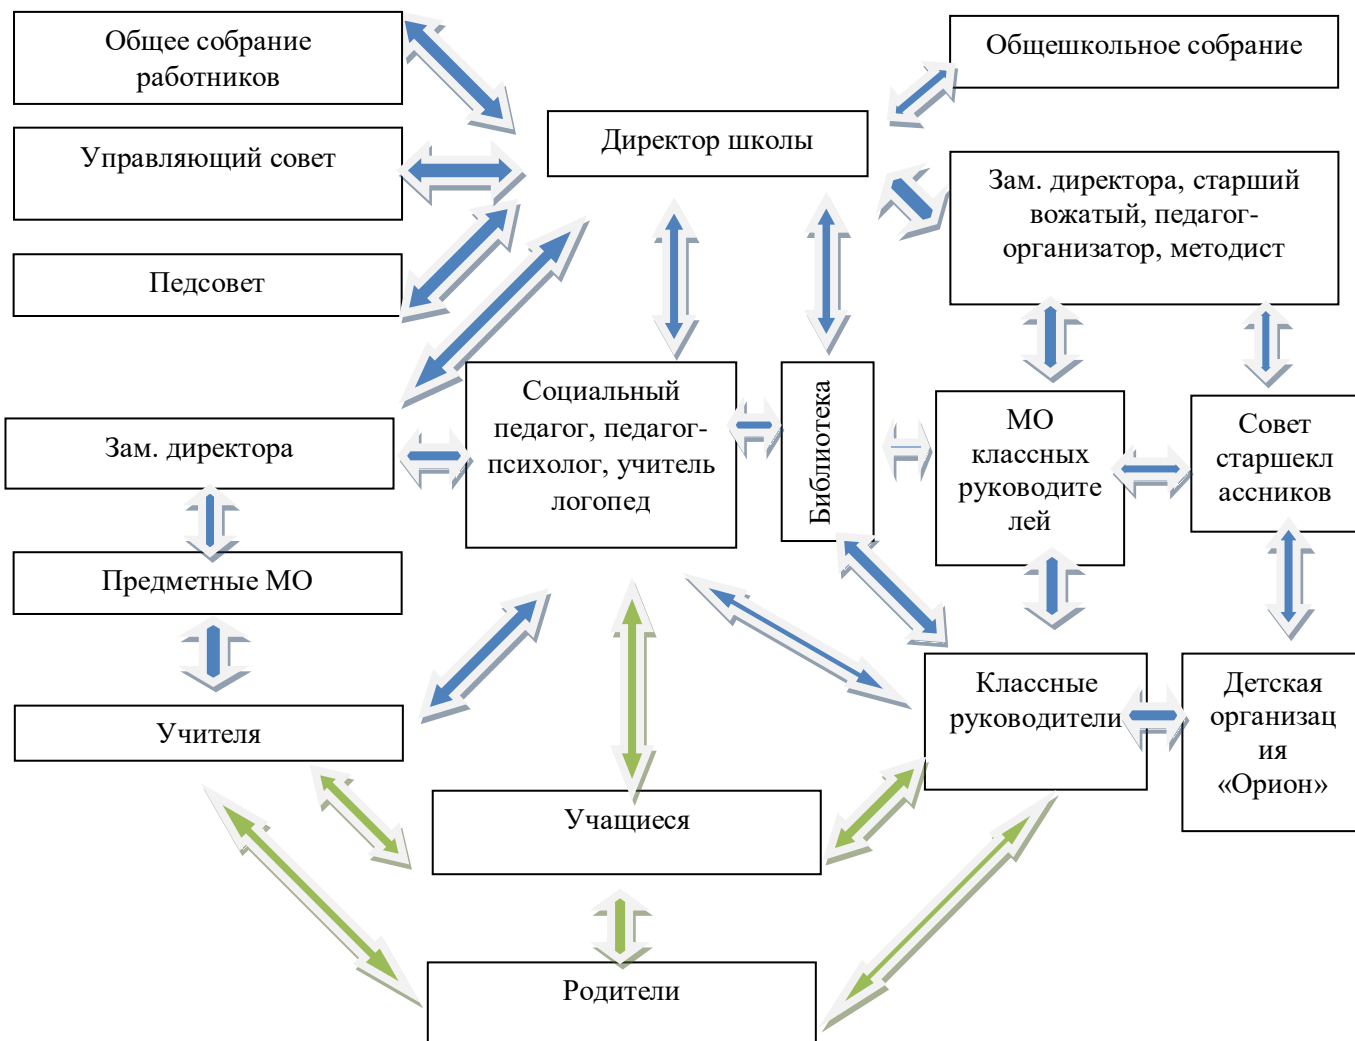 Общее собрание
работников
Общешкольное собрание
Директор школы
Управляющий совет
Зам. директора, старший
вожатый, педагог-
организатор, методист
Педсовет
Социальный
педагог, педагог-
психолог, учитель
логопед
Библиотека
МО
классных
руководите
лей
Совет
старшекл
ассников
Зам. директора
Предметные МО
Учителя
Классные
руководители
Детская
организац
ия
«Орион»
Учащиеся
Родители